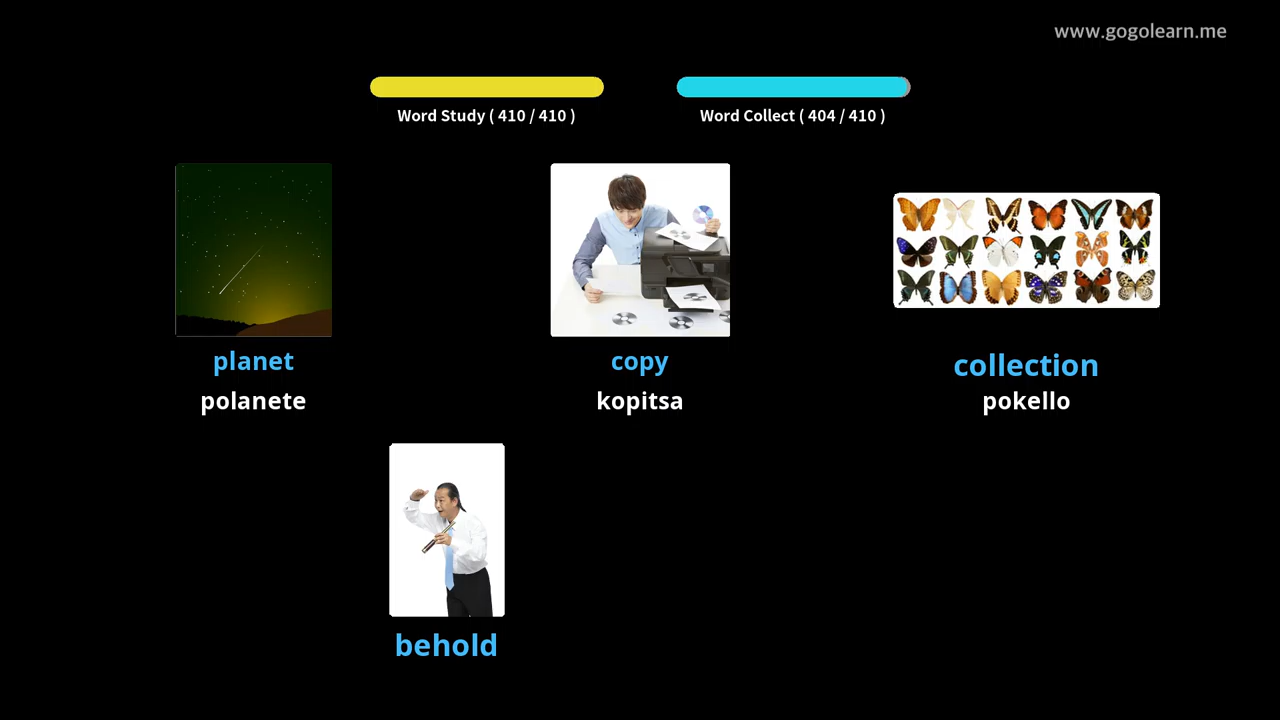 www.gogolearn.me
Word Study ( 410 / 410 )
Word Collect ( 404 / 410 )
planet
copy
collection
polanete
kopitsa
pokello
behold